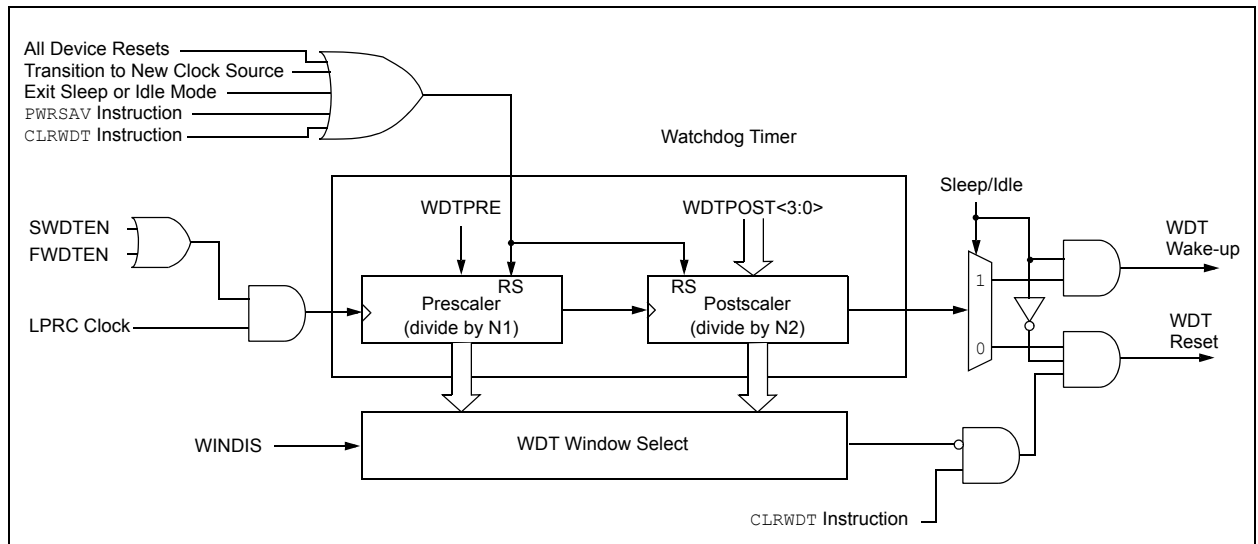 All Device Resets
Transition to New Clock Source
Exit Sleep or Idle Mode
PWRSAV Instruction
CLRWDT Instruction
Watchdog Timer
Sleep/Idle
WDTPRE
WDTPOST<3:0>
SWDTEN
FWDTEN
WDT
Wake-up
RS
RS
1
Prescaler
(divide by N1)
Postscaler
(divide by N2)
LPRC Clock
WDT
Reset
0
WINDIS
WDT Window Select
CLRWDT Instruction